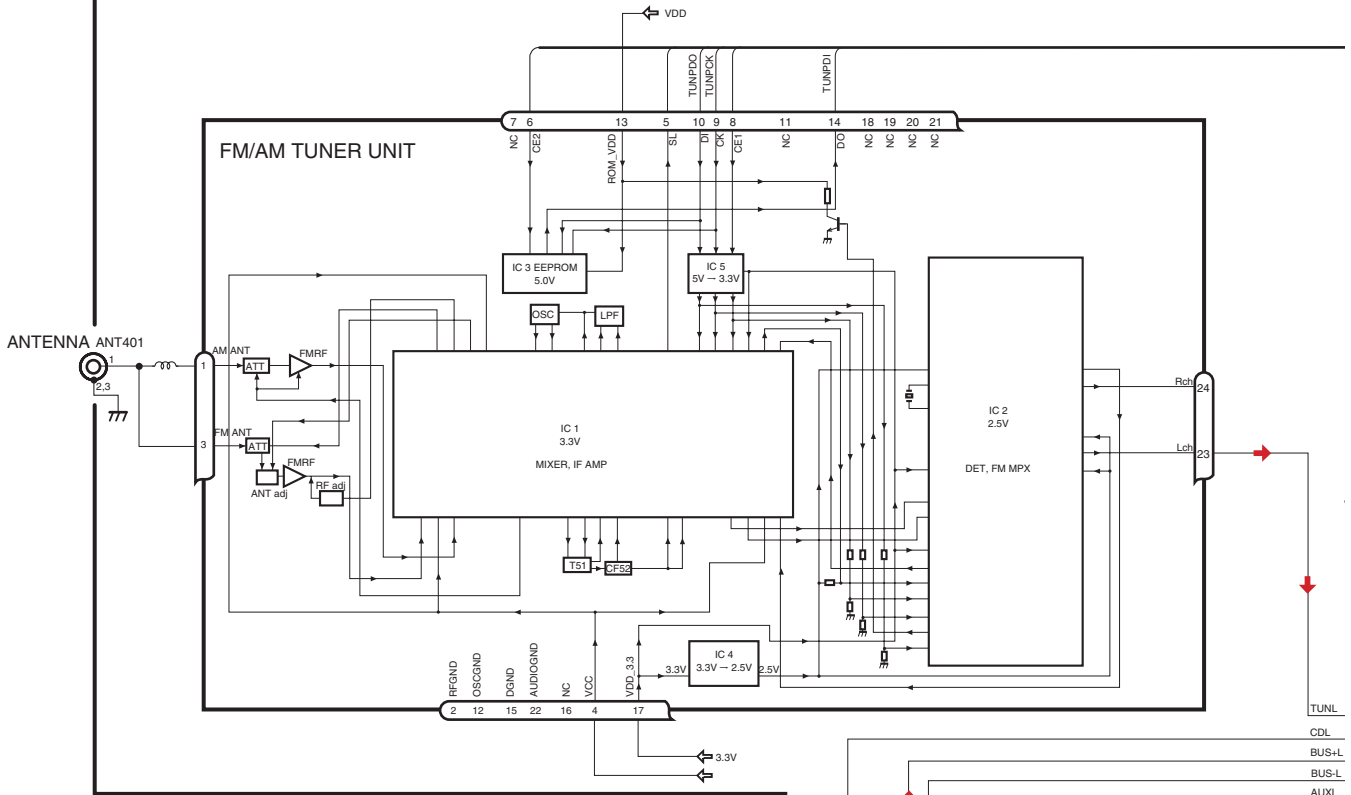 VDD
TUNPDO
TUNPCK
TUNPDI
7 6 13 5 10 9 8 11 14 18 19 20 21
NC
CE2
ROM_VDD
SL
DI
CK
CE1
NC
DO
NC
NC
NC
NC
FM/AM TUNER UNIT
IC 3 EEPROM
5.0V
IC 5
5V → 3.3V
OSC
LPF
ANTENNA ANT401
1
2,3
1
AM ANT
ATT
FMRF
3
FM ANT
ATT
FMRF
ANT adj
RF adj
IC 1
3.3V
MIXER, IF AMP
IC 2
2.5V
DET, FM MPX
Rch
24
Lch
23
T51
CF52
IC 4
3.3V → 2.5V
3.3V
2.5V
RFGND
OSCGND
DGND
AUDIOGND
NC
VCC
VDD_3.3
2 12 15 22 16 4 17
3.3V
TUNL
CDL
BUS+L
BUS-L
AUXL